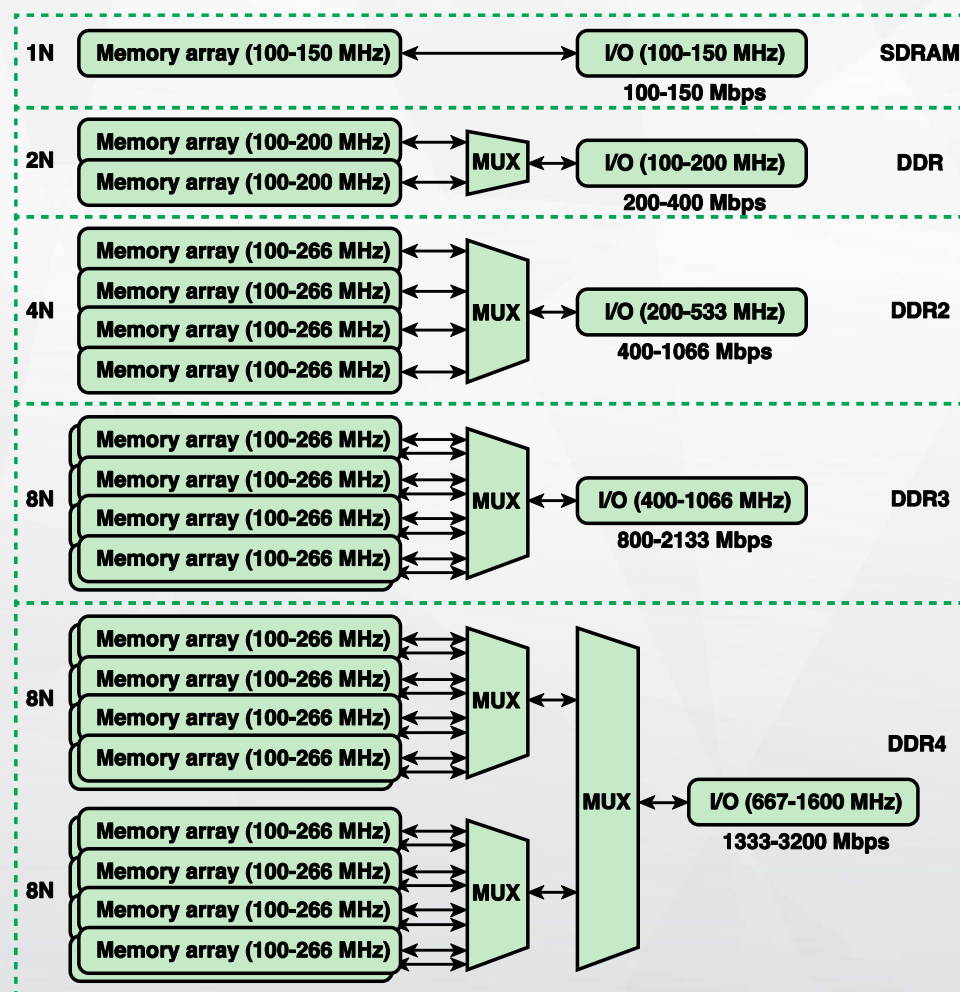 1N Memory array (100-150 MHz) I/O (100-150 MHz) SDRAM
100-150 Mbps
Memory array (100-200 MHz)
2N MUX I/O (100-200 MHz) DDR
Memory array (100-200 MHz)
200-400 Mbps
Memory array (100-266 MHz)
Memory array (100-266 MHz)
4N MUX I/O (200-533 MHz) DDR2
Memory array (100-266 MHz)
400-1066 Mbps
Memory array (100-266 MHz)
Memory array (100-266 MHz)
Memory array (100-266 MHz)
8N MUX I/O (400-1066 MHz) DDR3
Memory array (100-266 MHz)
800-2133 Mbps
Memory array (100-266 MHz)
Memory array (100-266 MHz)
Memory array (100-266 MHz)
8N MUX
Memory array (100-266 MHz)
DDR4
Memory array (100-266 MHz)
MUX I/O (667-1600 MHz)
Memory array (100-266 MHz)
1333-3200 Mbps
Memory array (100-266 MHz)
8N MUX
Memory array (100-266 MHz)
Memory array (100-266 MHz)